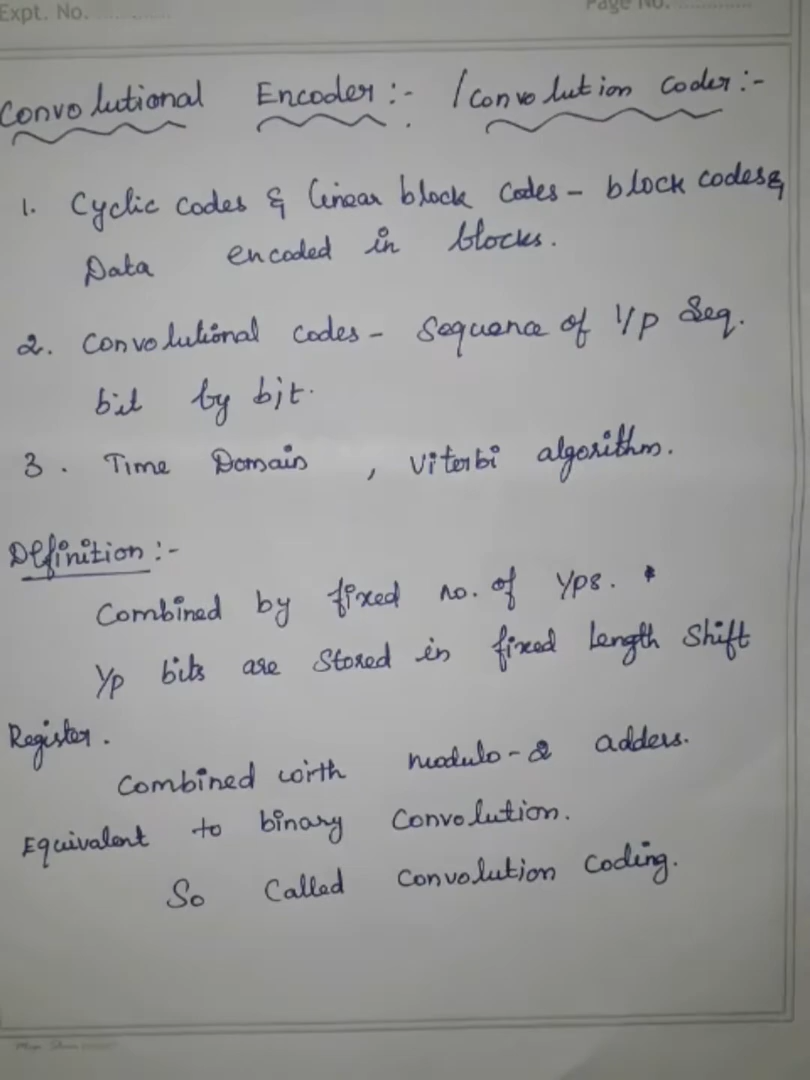 Expt. No. ............
Page No. ............
Convolutional Encoder :- / Convolution Coder :-
1. Cyclic codes & linear block codes - block codes &
Data encoded in blocks.
2. Convolutional codes - Sequence of I/p Seq.
bit by bit.
3. Time Domain , Viterbi algorithm.
Definition :-
Combined by fixed no. of I/ps.
I/p bits are stored in fixed length Shift
Register.
Combined with modulo-2 adders.
Equivalent to binary Convolution.
So Called Convolution Coding.